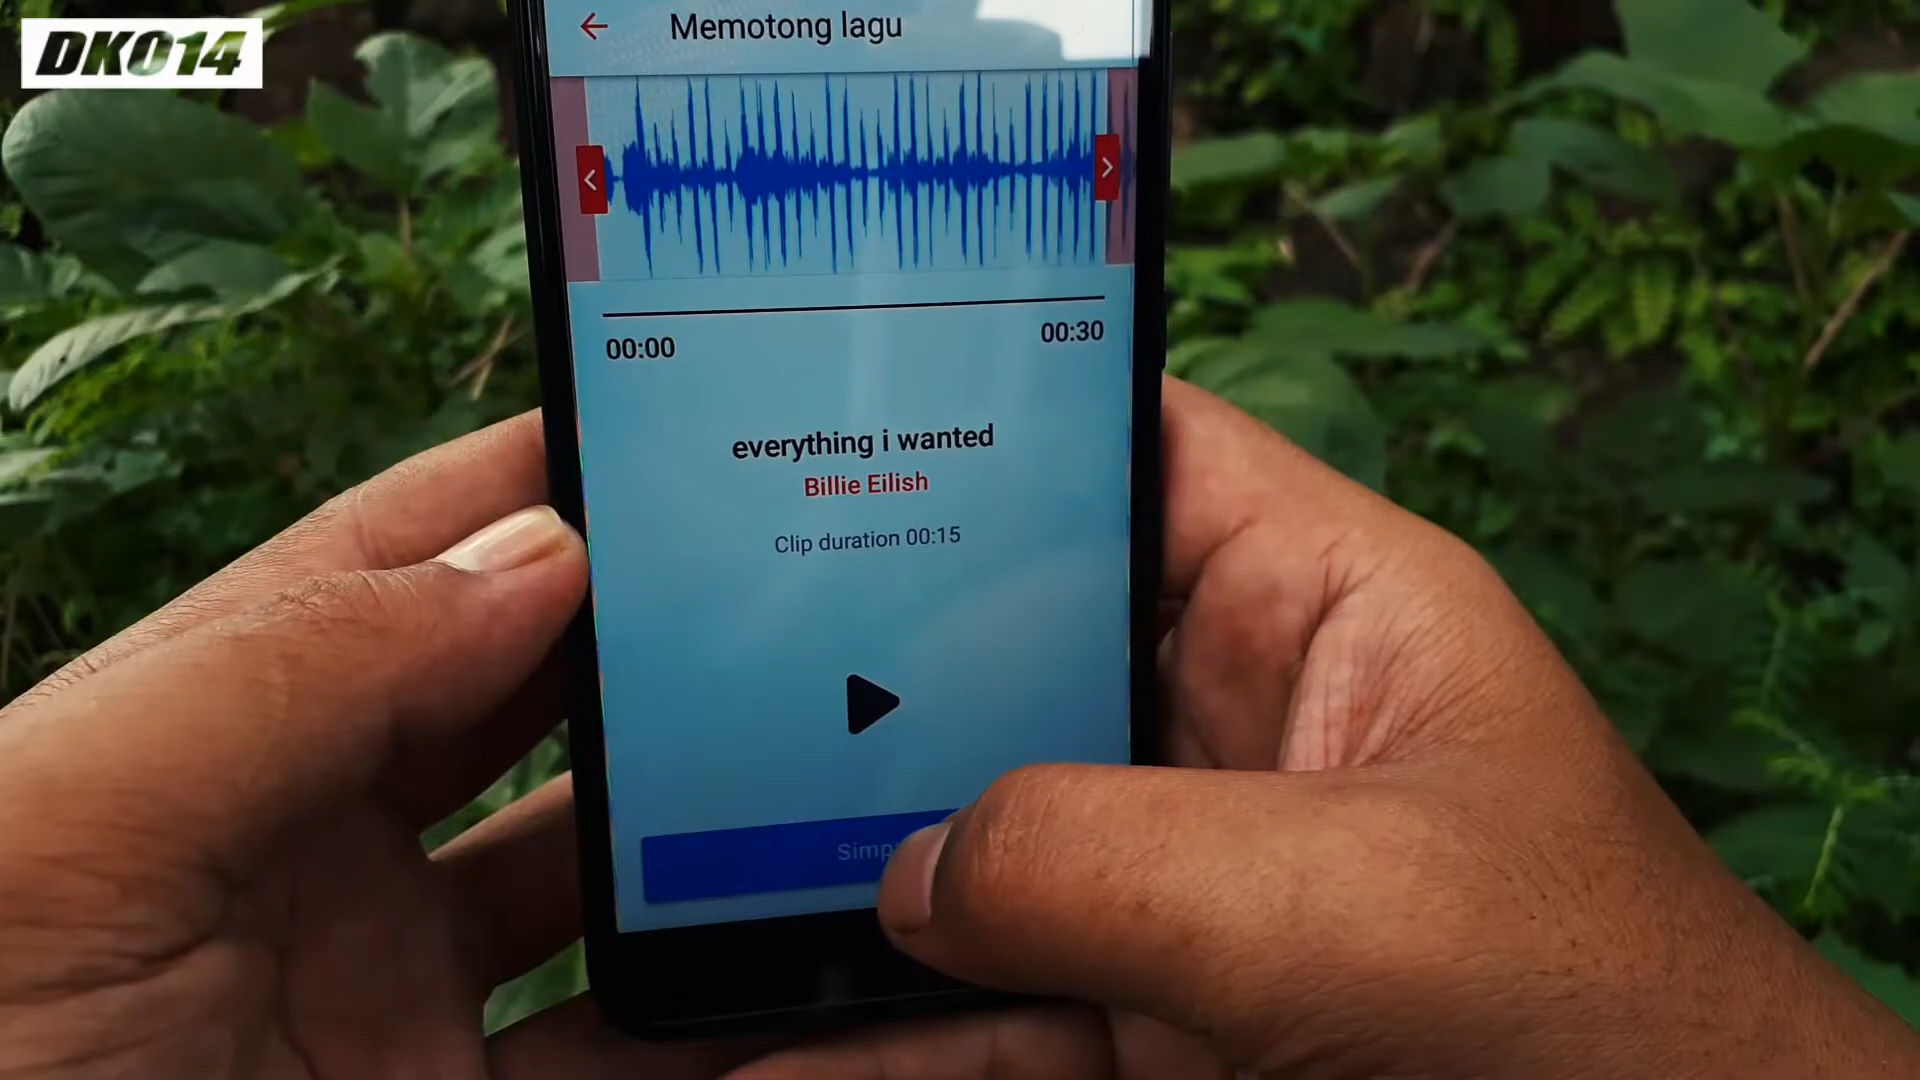 DK014
Memotong lagu
00:00
00:30
everything i wanted
Billie Eilish
Clip duration 00:15